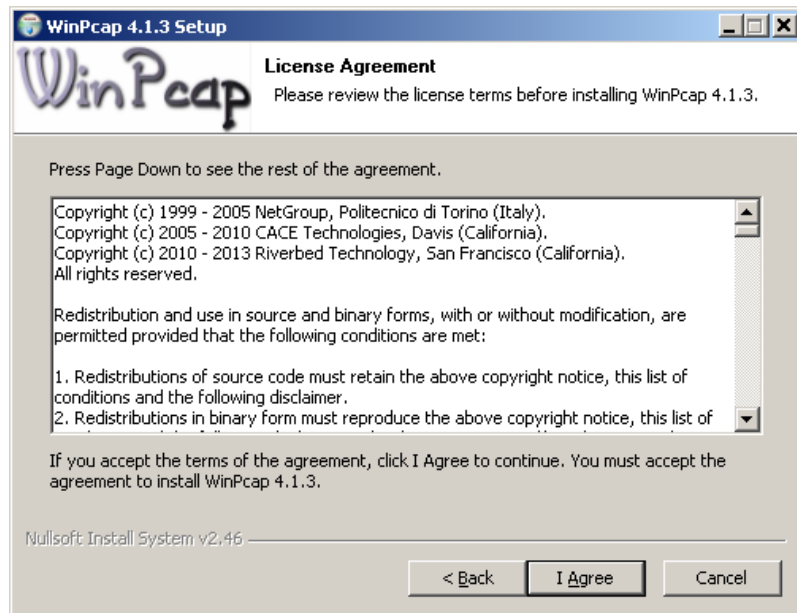 WinPcap 4.1.3 Setup
WinPcap
License Agreement
Please review the license terms before installing WinPcap 4.1.3.
Press Page Down to see the rest of the agreement.
Copyright (c) 1999 - 2005 NetGroup, Politecnico di Torino (Italy).
Copyright (c) 2005 - 2010 CACE Technologies, Davis (California).
Copyright (c) 2010 - 2013 Riverbed Technology, San Francisco (California).
All rights reserved.
Redistribution and use in source and binary forms, with or without modification, are
permitted provided that the following conditions are met:
1. Redistributions of source code must retain the above copyright notice, this list of
conditions and the following disclaimer.
2. Redistributions in binary form must reproduce the above copyright notice, this list of
If you accept the terms of the agreement, click I Agree to continue. You must accept the
agreement to install WinPcap 4.1.3.
Nullsoft Install System v2.46
< Back
I Agree
Cancel